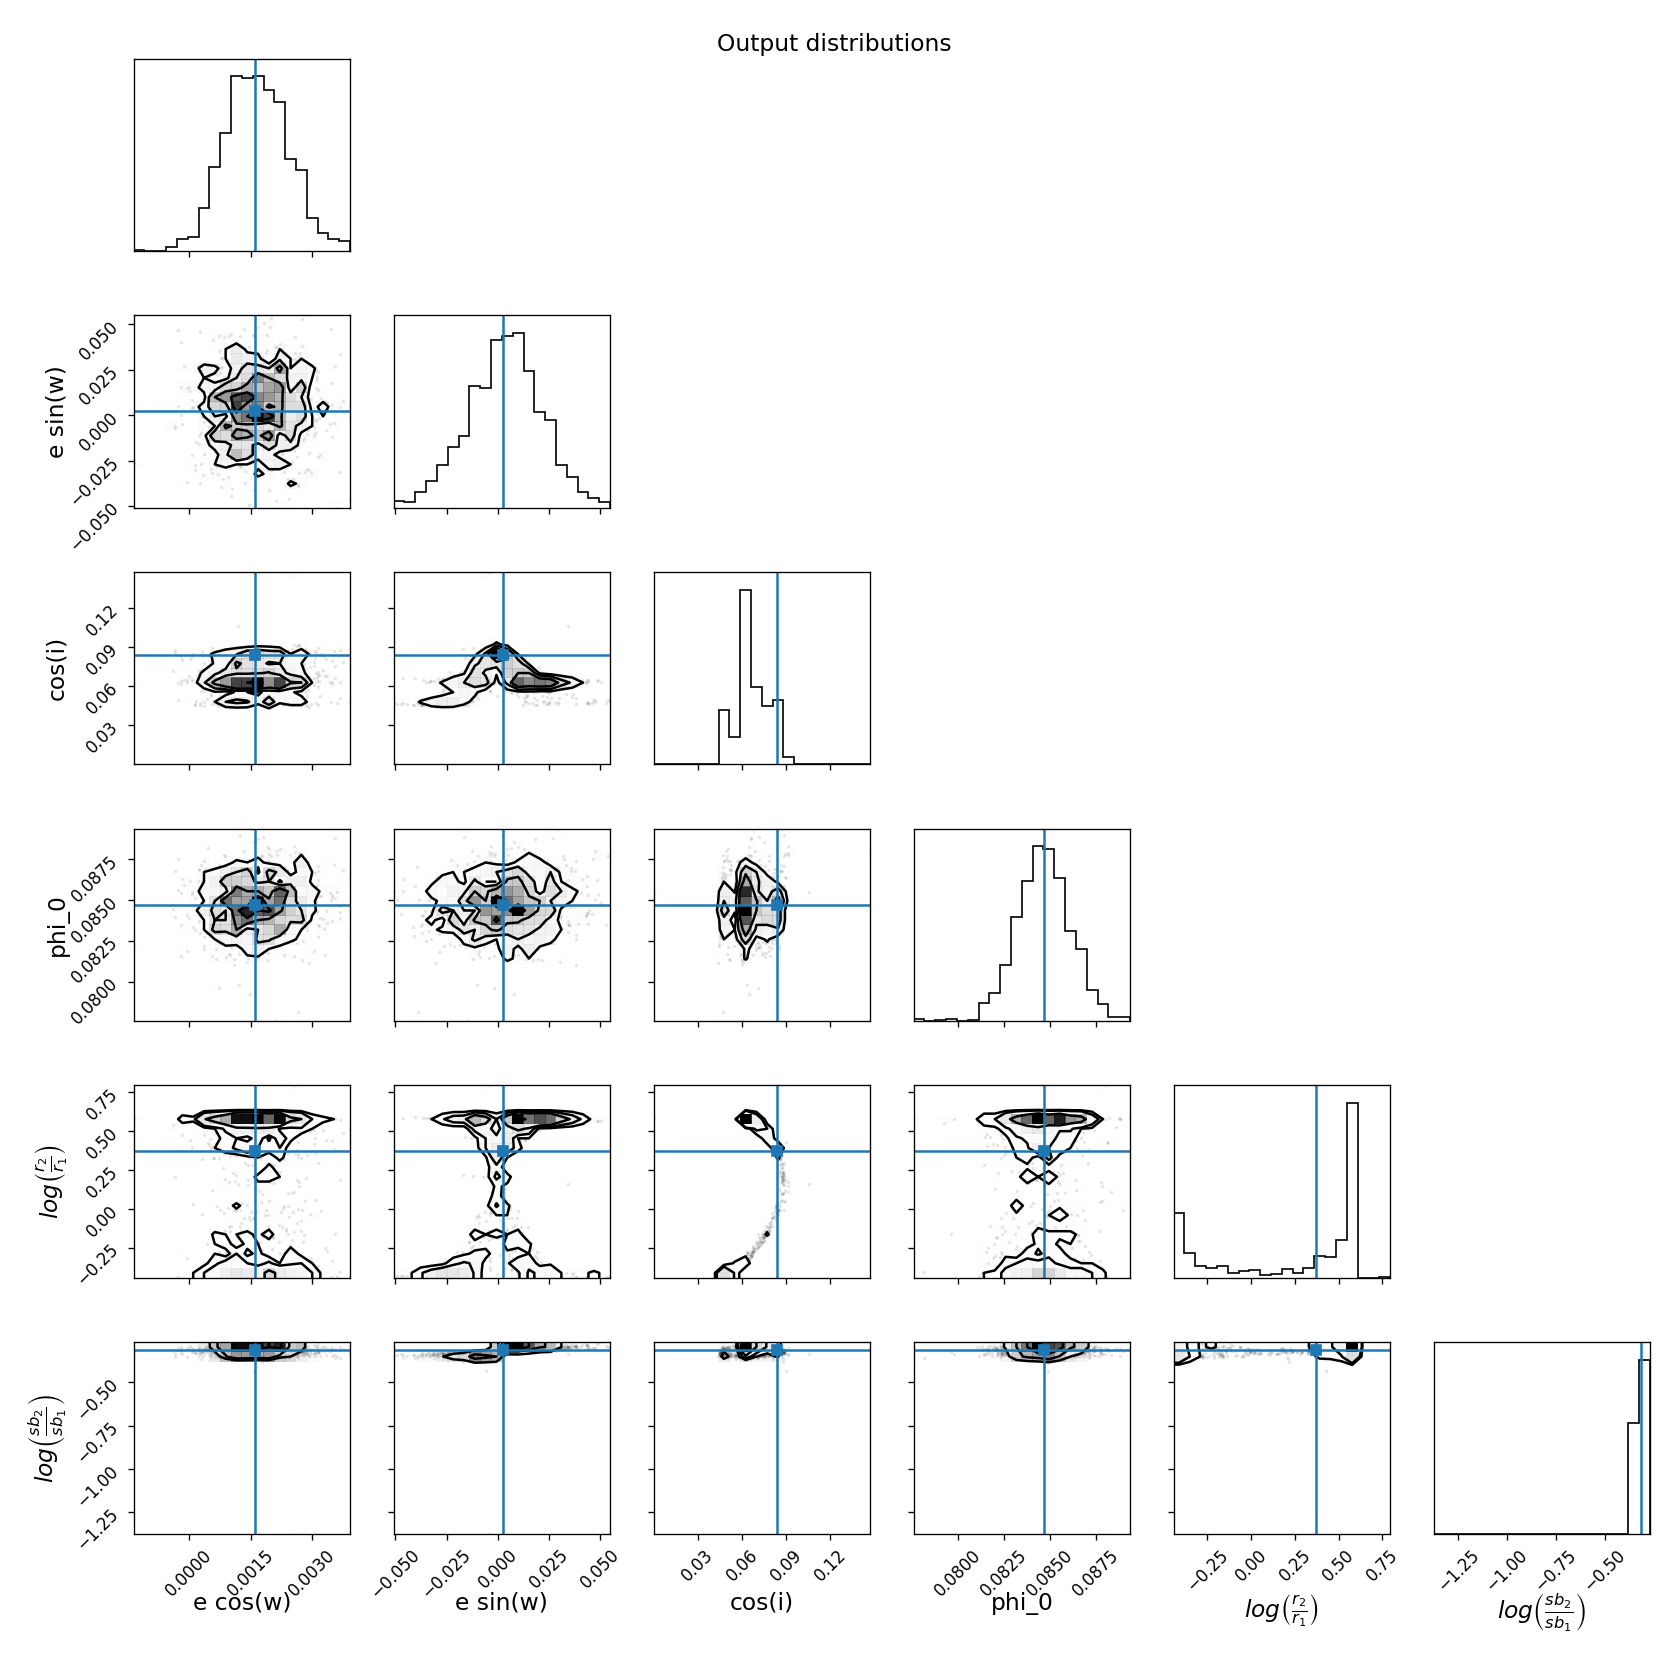 Output distributions
e sin(w)
0.050
0.025
0.000
−0.025
−0.050
cos(i)
0.12
0.09
0.06
0.03
phi_0
0.0875
0.0850
0.0825
0.0800
log(r2/r1)
0.75
0.50
0.25
0.00
−0.25
log(sb2/sb1)
−0.50
−0.75
−1.00
−1.25
0.0000 0.0015 0.0030 −0.050 −0.025 0.000 0.025 0.050 0.03 0.06 0.09 0.12 0.0800 0.0825 0.0850 0.0875 −0.25 0.00 0.25 0.50 0.75 −1.25 −1.00 −0.75 −0.50
e cos(w) e sin(w) cos(i) phi_0 log(r2/r1) log(sb2/sb1)